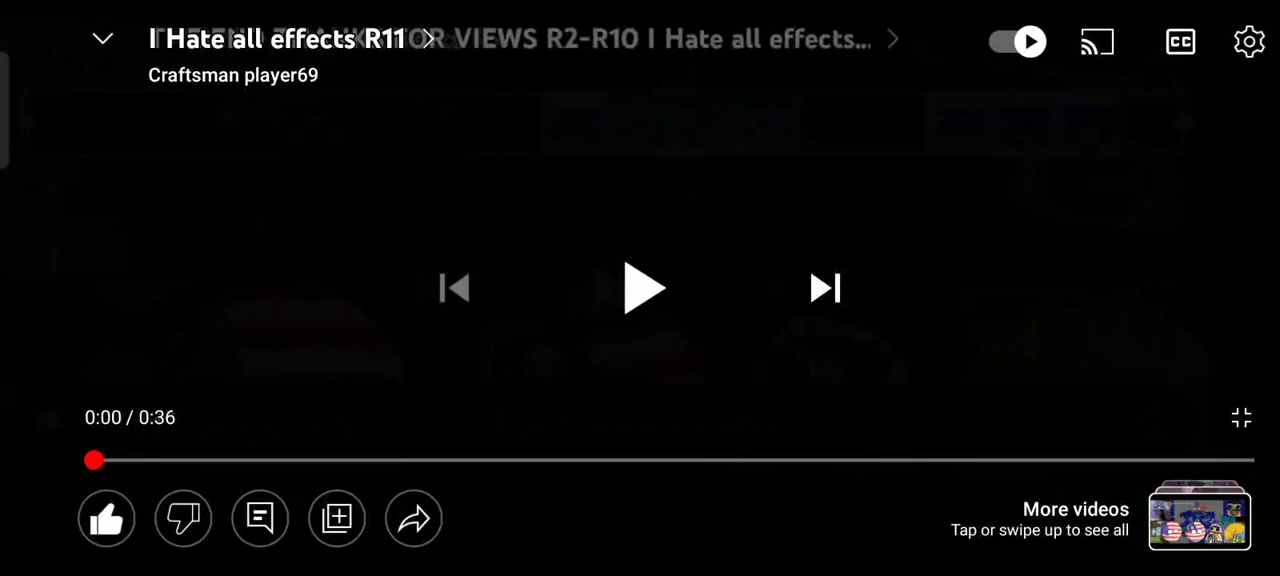 I Hate all effects R11
VIEWS R2-R10 I Hate all effects...
Craftsman player69
CC
0:00 / 0:36
More videos
Tap or swipe up to see all